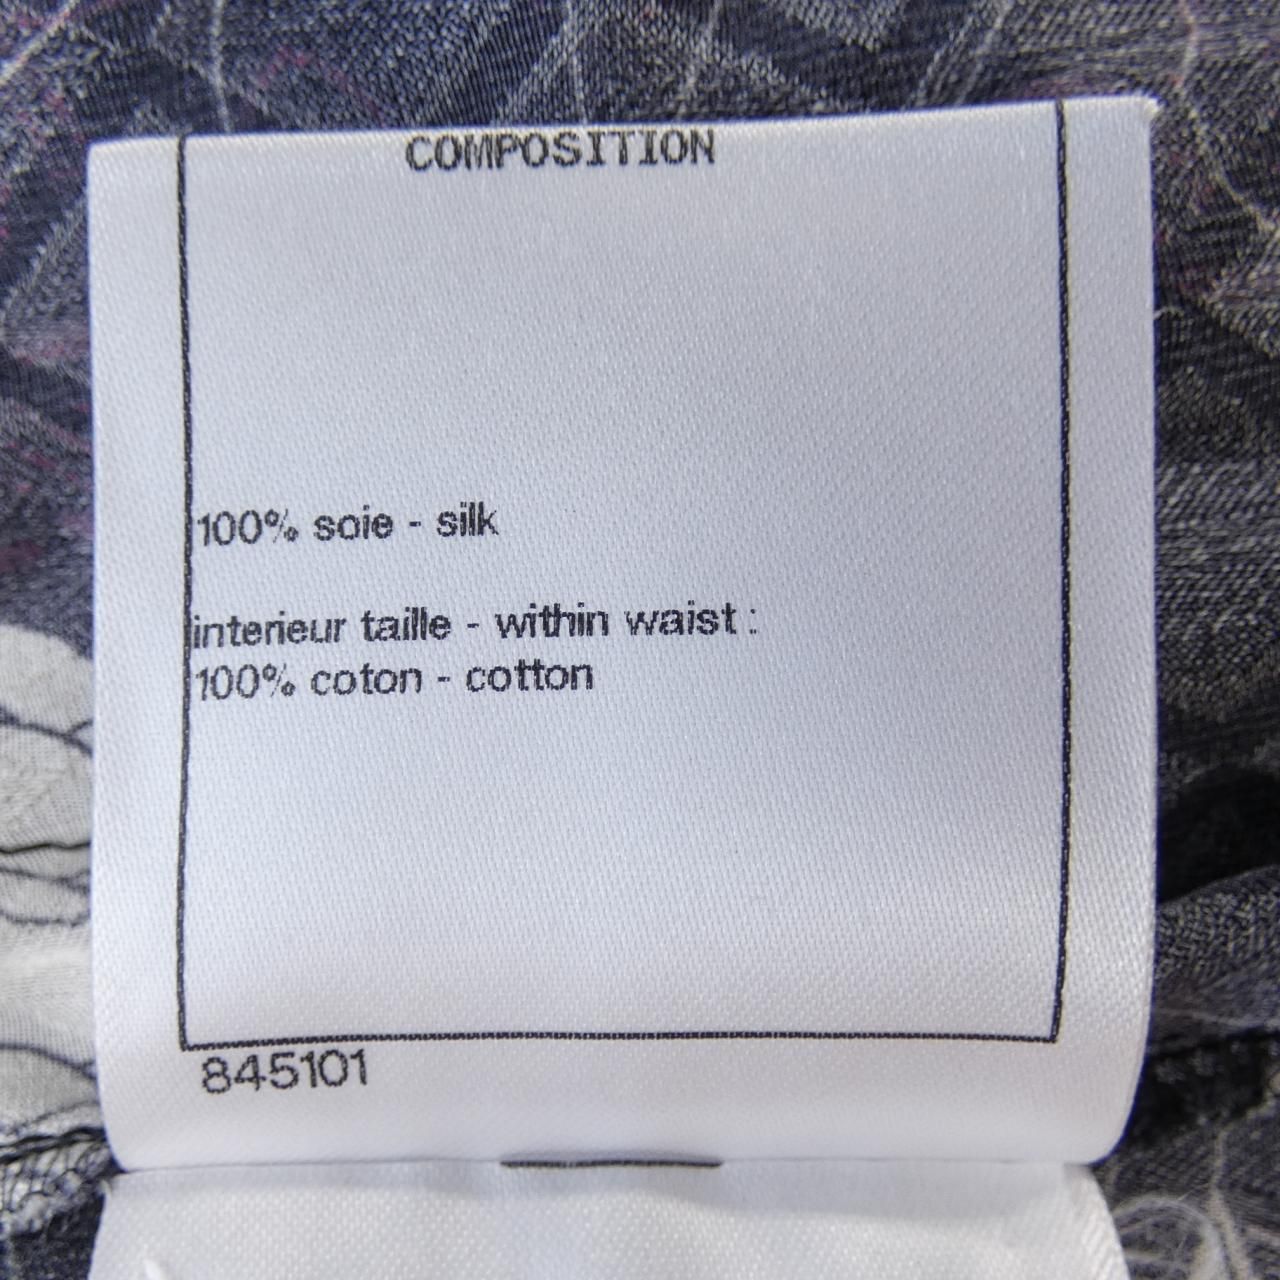 COMPOSITION
100% soie - silk
interieur taille - within waist :
100% coton - cotton
845101